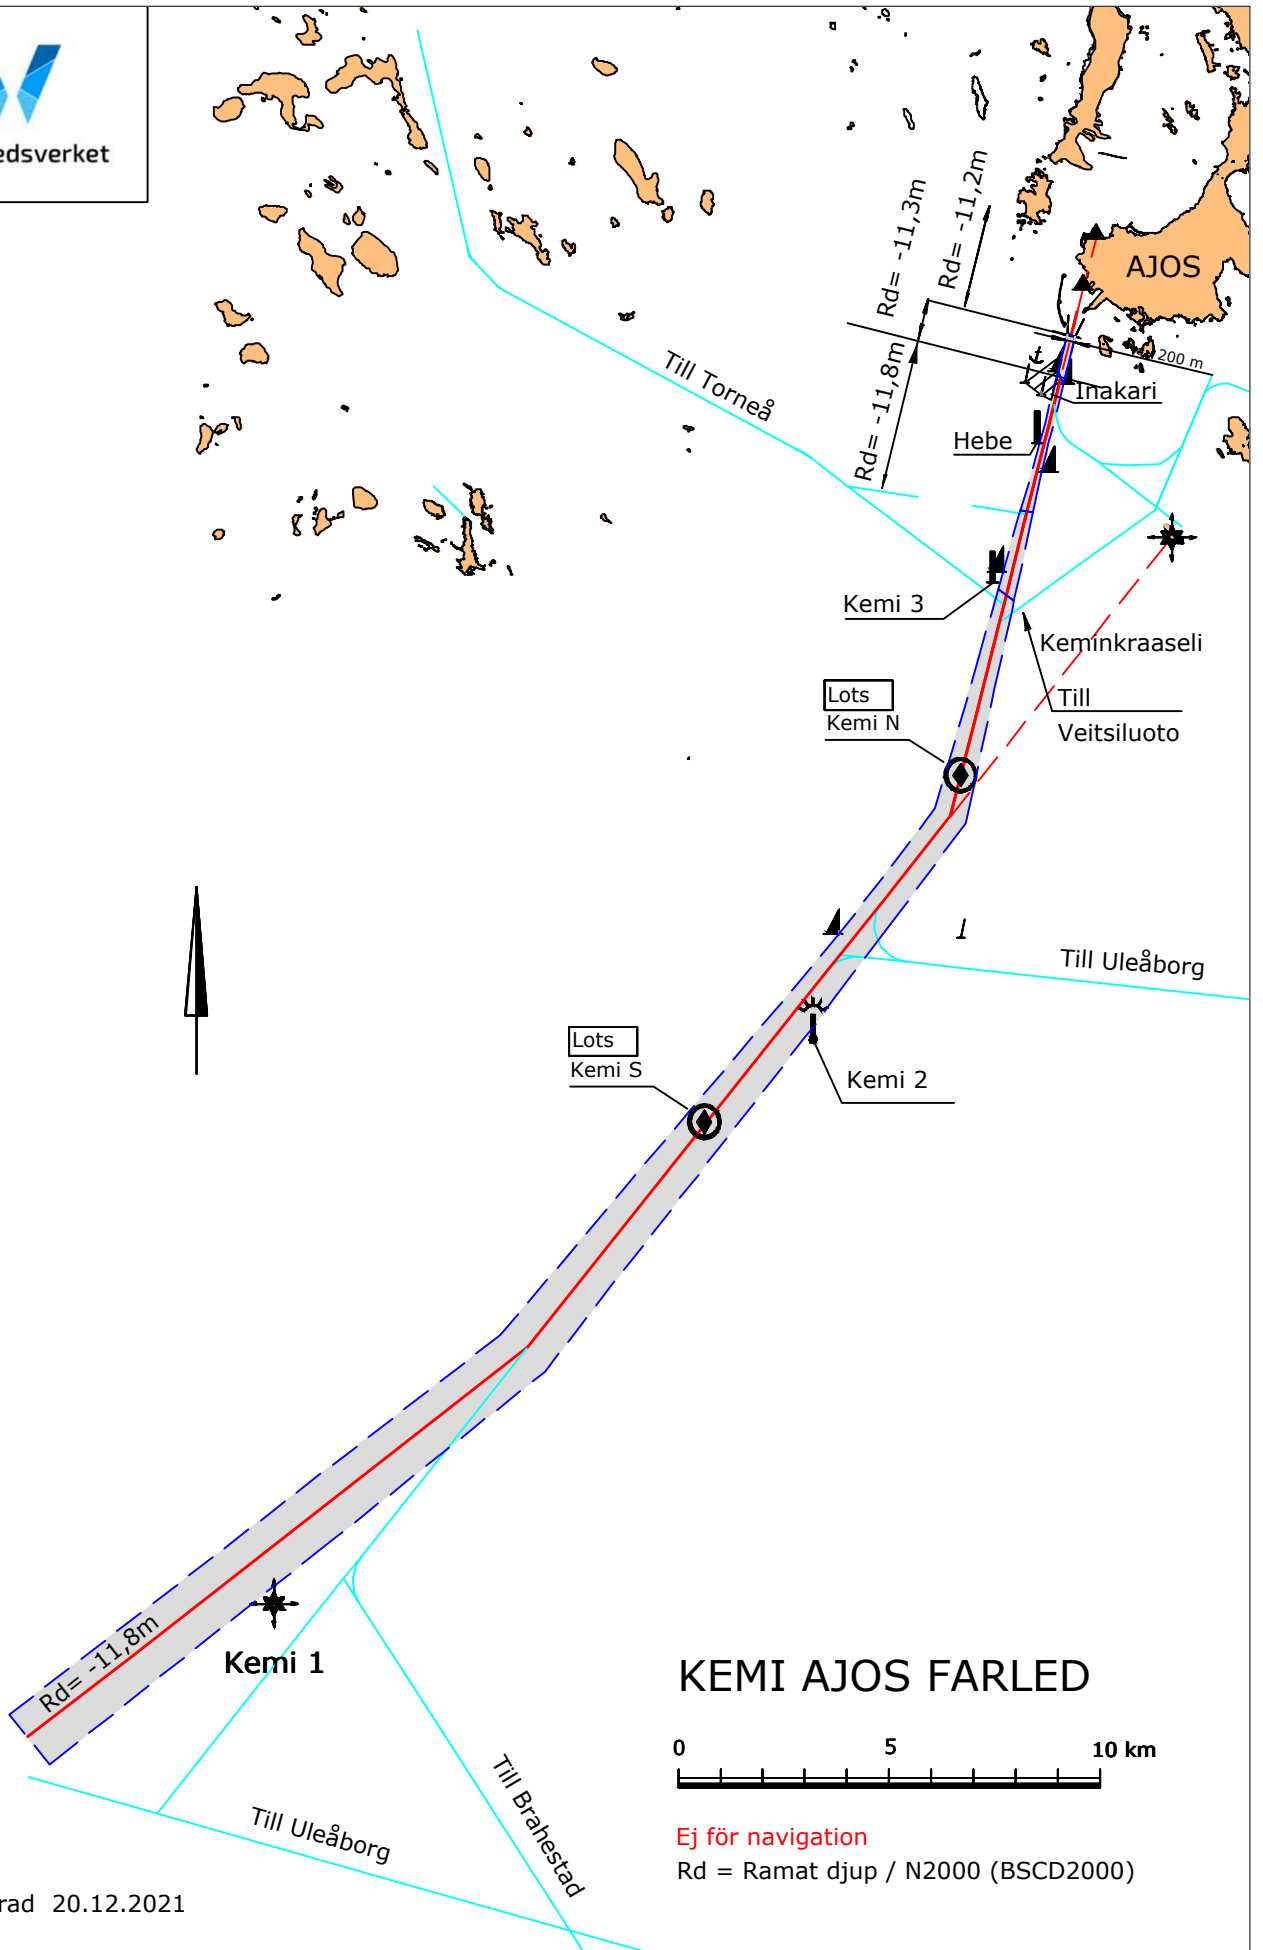 edsverket
Rd= -11,3m
Rd= -11,2m
AJOS
Till Torneå
200 m
Rd= -11,8m
Inakari
Hebe
Kemi 3
Keminkraaseli
Lots
Kemi N
Till
Veitsiluoto
Till Uleåborg
Lots
Kemi S
Kemi 2
Rd= -11,8m
Kemi 1
KEMI AJOS FARLED
0 5 10 km
Till Brahestad
Till Uleåborg
Ej för navigation
Rd = Ramat djup / N2000 (BSCD2000)
rad 20.12.2021